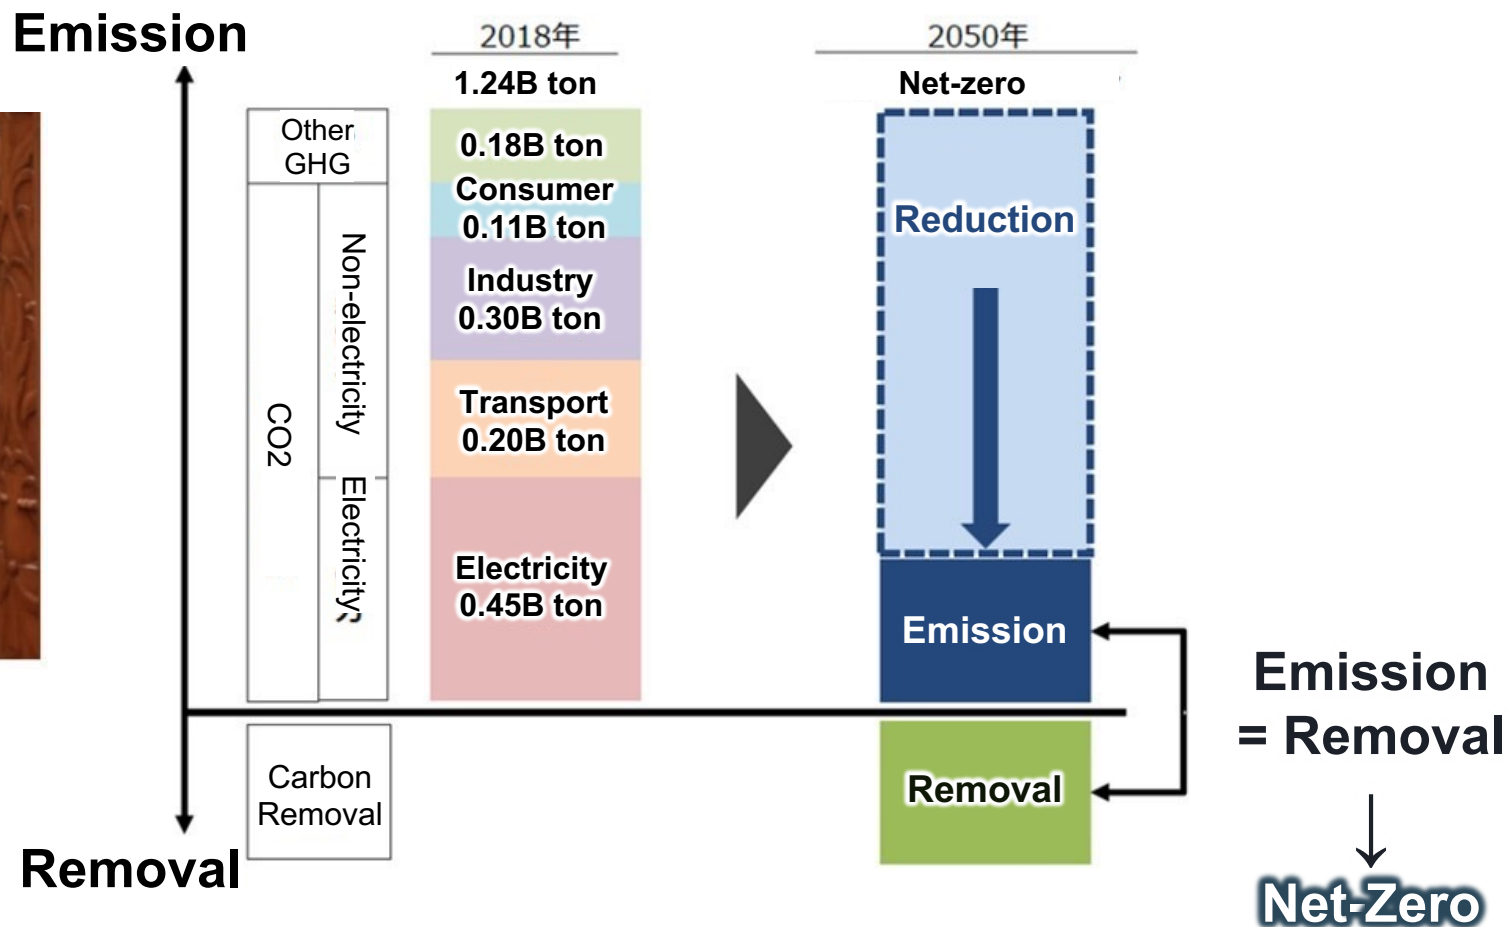 Emission
2018年
2050年
1.24B ton
Net-zero
Other
GHG
CO2
Non-electricity
Electricity
Carbon
Removal
0.18B ton
Consumer
0.11B ton
Industry
0.30B ton
Transport
0.20B ton
Electricity
0.45B ton
Reduction
Emission
Removal
Emission
= Removal
Net-Zero
Removal